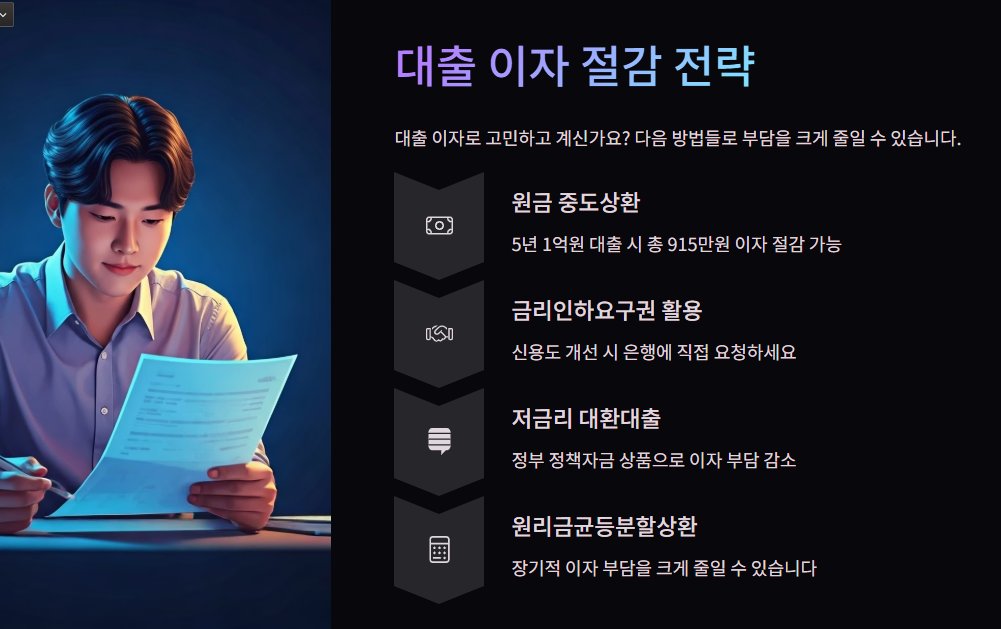 대출 이자 절감 전략
대출 이자로 고민하고 계신가요? 다음 방법들로 부담을 크게 줄일 수 있습니다.
원금 중도상환
5년 1억원 대출 시 총 915만원 이자 절감 가능
금리인하요구권 활용
신용도 개선 시 은행에 직접 요청하세요
저금리 대환대출
정부 정책자금 상품으로 이자 부담 감소
원리금균등분할상환
장기적 이자 부담을 크게 줄일 수 있습니다